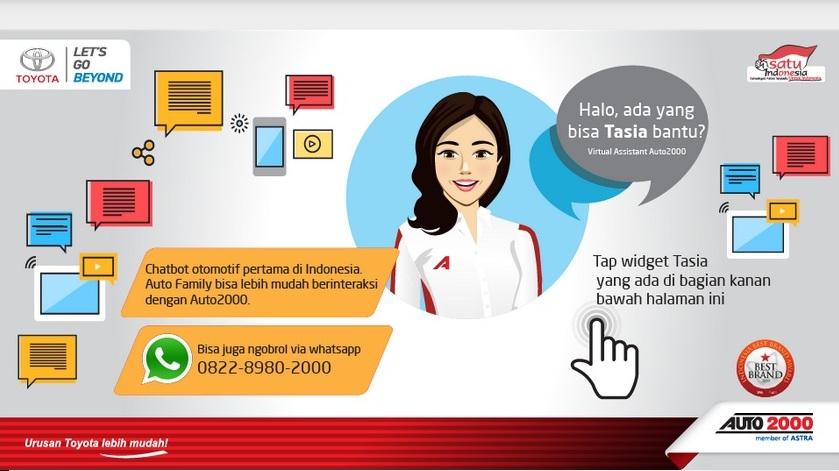 TOYOTA
LET'S
GO
BEYOND
satu
Indonesia
Halo, ada yang
bisa Tasia bantu?
Virtual Assistant Auto2000
Chatbot otomotif pertama di Indonesia.
Auto Family bisa lebih mudah berinteraksi
dengan Auto2000.
Bisa juga ngobrol via whatsapp
0822-8980-2000
Tap widget Tasia
yang ada di bagian kanan
bawah halaman ini
BEST
BRAND
Urusan Toyota lebih mudah!
AUTO 2000
member of ASTRA